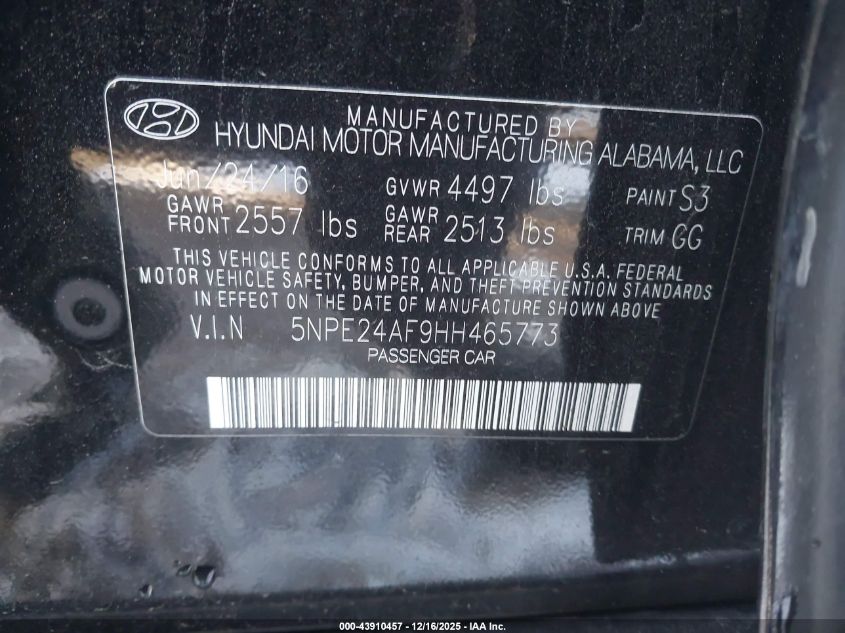 MANUFACTURED BY
HYUNDAI MOTOR MANUFACTURING ALABAMA, LLC
Jun/24/16 GVWR 4497 lbs PAINT S3
GAWR FRONT 2557 lbs GAWR REAR 2513 lbs TRIM GG
THIS VEHICLE CONFORMS TO ALL APPLICABLE U.S.A. FEDERAL
MOTOR VEHICLE SAFETY, BUMPER, AND THEFT PREVENTION STANDARDS
IN EFFECT ON THE DATE OF MANUFACTURE SHOWN ABOVE
V.I.N 5NPE24AF9HH465773
PASSENGER CAR
000-43910457 - 12/16/2025 - IAA Inc.